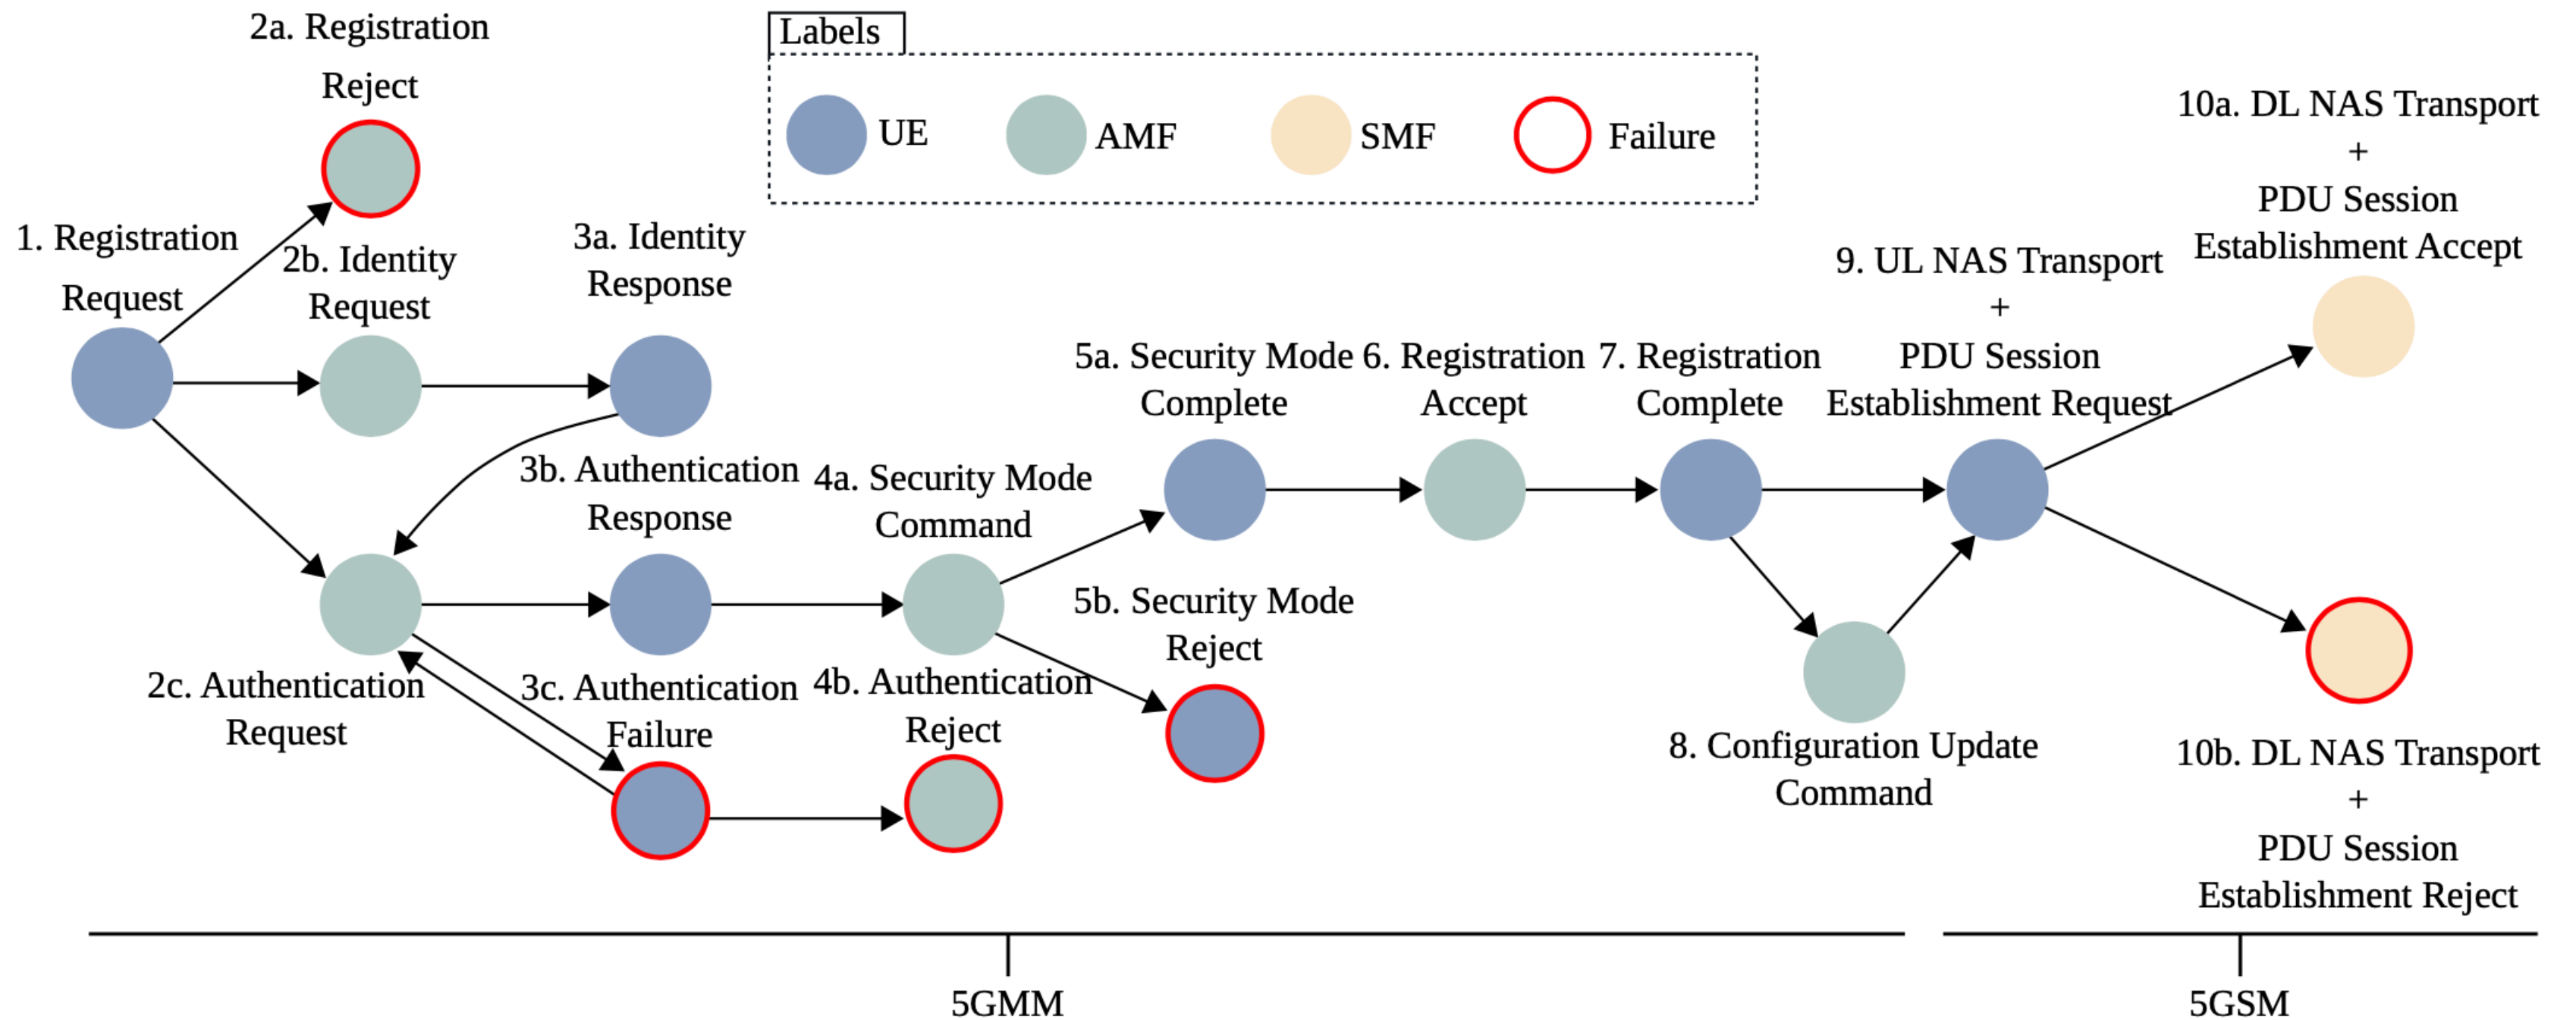 2a. Registration
Reject
Labels
UE
AMF
SMF
Failure
10a. DL NAS Transport
+
PDU Session
Establishment Accept
1. Registration
Request
2b. Identity
Request
3a. Identity
Response
9. UL NAS Transport
+
PDU Session
Establishment Request
5a. Security Mode
Complete
6. Registration
Accept
7. Registration
Complete
3b. Authentication
Response
4a. Security Mode
Command
5b. Security Mode
Reject
2c. Authentication
Request
3c. Authentication
Failure
4b. Authentication
Reject
8. Configuration Update
Command
10b. DL NAS Transport
+
PDU Session
Establishment Reject
5GMM
5GSM